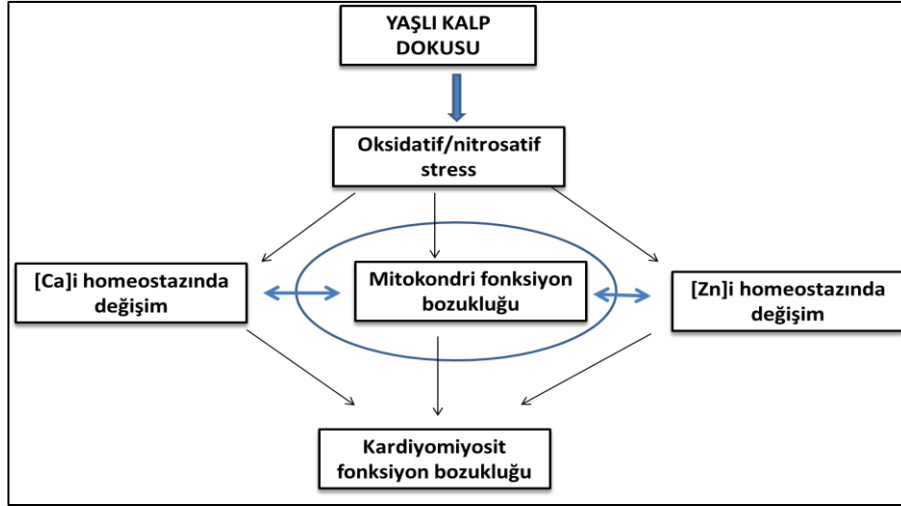 YAŞLI KALP
DOKUSU
Oksidatif/nitrosatif
stress
[Ca]i homeostazında
değişim
Mitokondri fonksiyon
bozukluğu
[Zn]i homeostazında
değişim
Kardiyomiyosit
fonksiyon bozukluğu